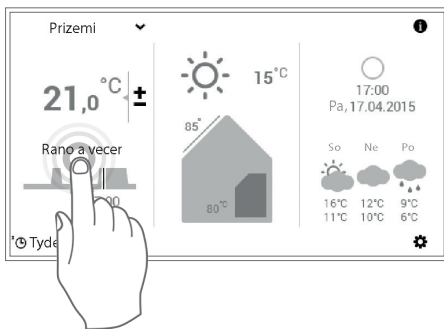 Prizemi
21,0 °C ±
Rano a vecer
00
Tyde
15°C
85°
80°C
17:00
Pa, 17.04.2015
So Ne Po
16°C 12°C 9°C
11°C 10°C 6°C